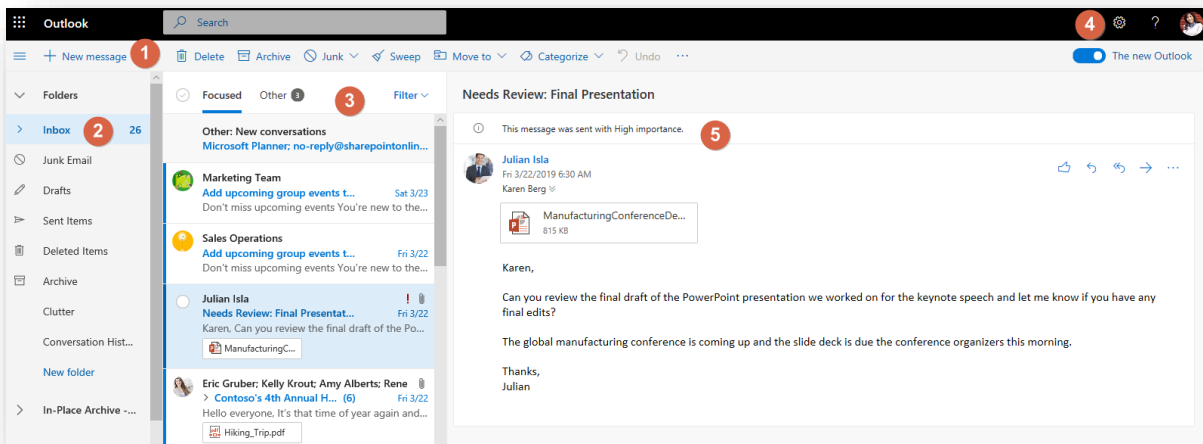 Outlook
Search
4
?
+ New message
1
Delete
Archive
Junk
Sweep
Move to
Categorize
Undo
...
The new Outlook
Folders
Inbox
2
26
Junk Email
Drafts
Sent Items
Deleted Items
Archive
Clutter
Conversation Hist...
New folder
In-Place Archive -...
Focused
Other 3
3
Filter
Other: New conversations
Microsoft Planner; no-reply@sharepointonlin...
Marketing Team
Add upcoming group events t... Sat 3/23
Don't miss upcoming events You're new to the...
Sales Operations
Add upcoming group events t... Fri 3/22
Don't miss upcoming events You're new to the...
Julian Isla !
Needs Review: Final Presentat... Fri 3/22
Karen, Can you review the final draft of the Po...
ManufacturingC...
Eric Gruber; Kelly Krout; Amy Alberts; Rene
> Contoso's 4th Annual H... (6) Fri 3/22
Hello everyone, It's that time of year again and...
Hiking_Trip.pdf
Needs Review: Final Presentation
This message was sent with High importance.
5
Julian Isla
Fri 3/22/2019 6:30 AM
Karen Berg
...
ManufacturingConferenceDe...
815 KB
Karen,
Can you review the final draft of the PowerPoint presentation we worked on for the keynote speech and let me know if you have any
final edits?
The global manufacturing conference is coming up and the slide deck is due the conference organizers this morning.
Thanks,
Julian